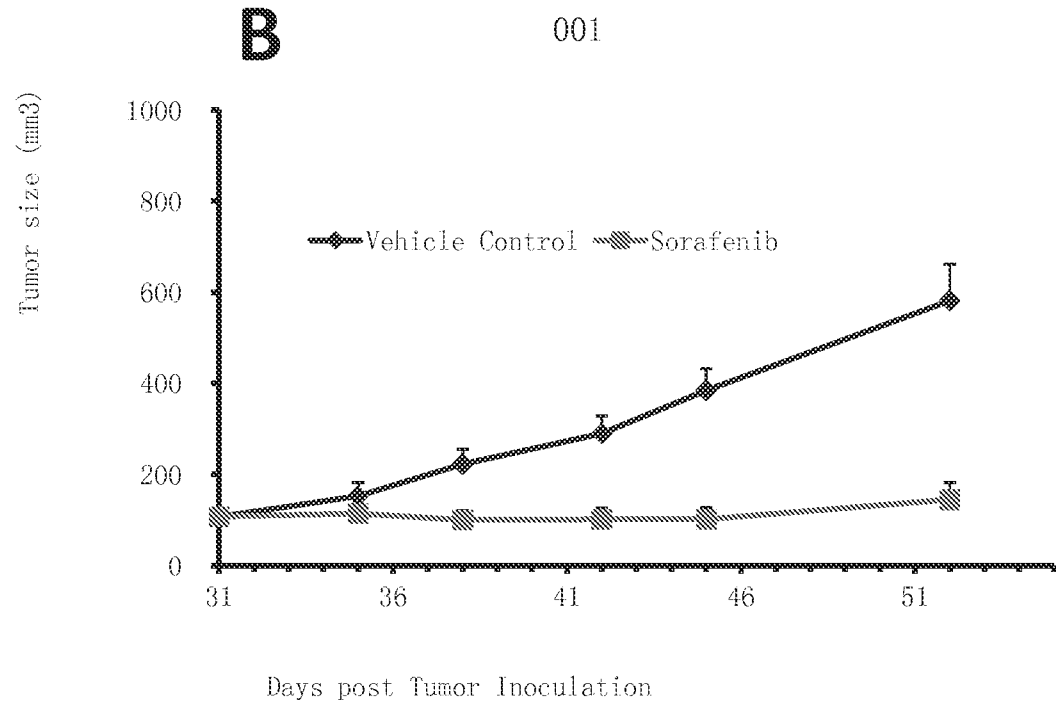 B
001
Tumor size (mm3)
1000
800
600
400
200
0
Vehicle Control
Sorafenib
31 36 41 46 51
Days post Tumor Inoculation